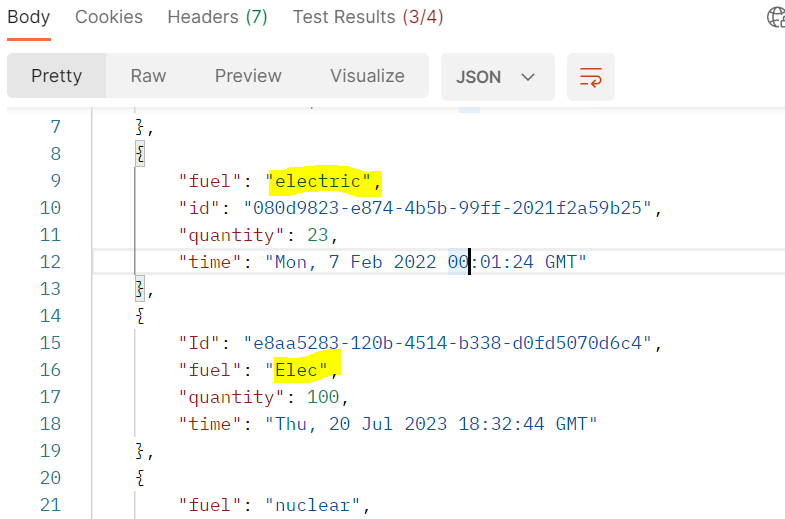 Body Cookies Headers (7) Test Results (3/4)
Pretty Raw Preview Visualize JSON
7 },
8 {
9 "fuel": "electric",
10 "id": "080d9823-e874-4b5b-99ff-2021f2a59b25",
11 "quantity": 23,
12 "time": "Mon, 7 Feb 2022 00:01:24 GMT"
13 },
14 {
15 "Id": "e8aa5283-120b-4514-b338-d0fd5070d6c4",
16 "fuel": "Elec",
17 "quantity": 100,
18 "time": "Thu, 20 Jul 2023 18:32:44 GMT"
19 },
20 {
21 "fuel": "nuclear",